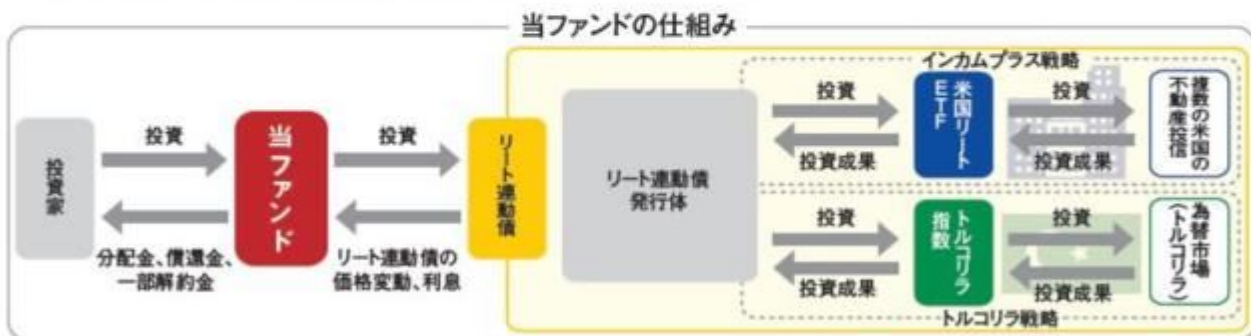 当ファンドの仕組み
投資家
投資
分配金、償還金、
一部解約金
当ファンド
投資
リート連動債の
価格変動、利息
リート連動債
リート連動債
発行体
インカムプラス戦略
投資
投資成果
米国リート
ETF
投資
投資成果
複数の米国の
不動産投信
投資
投資成果
トルコリラ
指数
投資
投資成果
為替市場
(トルコリラ)
トルコリラ戦略